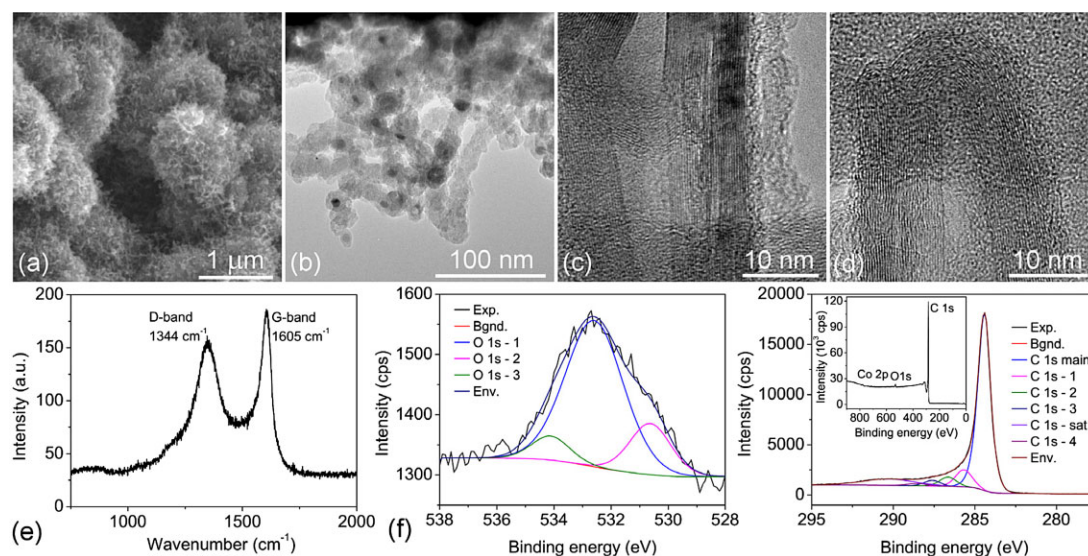 (a)
1 μm
(b)
100 nm
(c)
10 nm
(d)
10 nm
200
150
100
50
0
Intensity (a.u.)
D-band
1344 cm-1
G-band
1605 cm-1
1000
1500
2000
Wavenumber (cm-1)
(e)
1600
1500
1400
1300
Intensity (cps)
Exp.
Bgnd.
O 1s - 1
O 1s - 2
O 1s - 3
Env.
538
536
534
532
530
528
Binding energy (eV)
(f)
20000
15000
10000
5000
0
Intensity (cps)
120
90
60
30
0
Intensity (10³ cps)
C 1s
Co 2p O1s
800
600
400
200
0
Binding energy (eV)
Exp.
Bgnd.
C 1s main
C 1s - 1
C 1s - 2
C 1s - 3
C 1s - sat
C 1s - 4
Env.
295
290
285
280
Binding energy (eV)